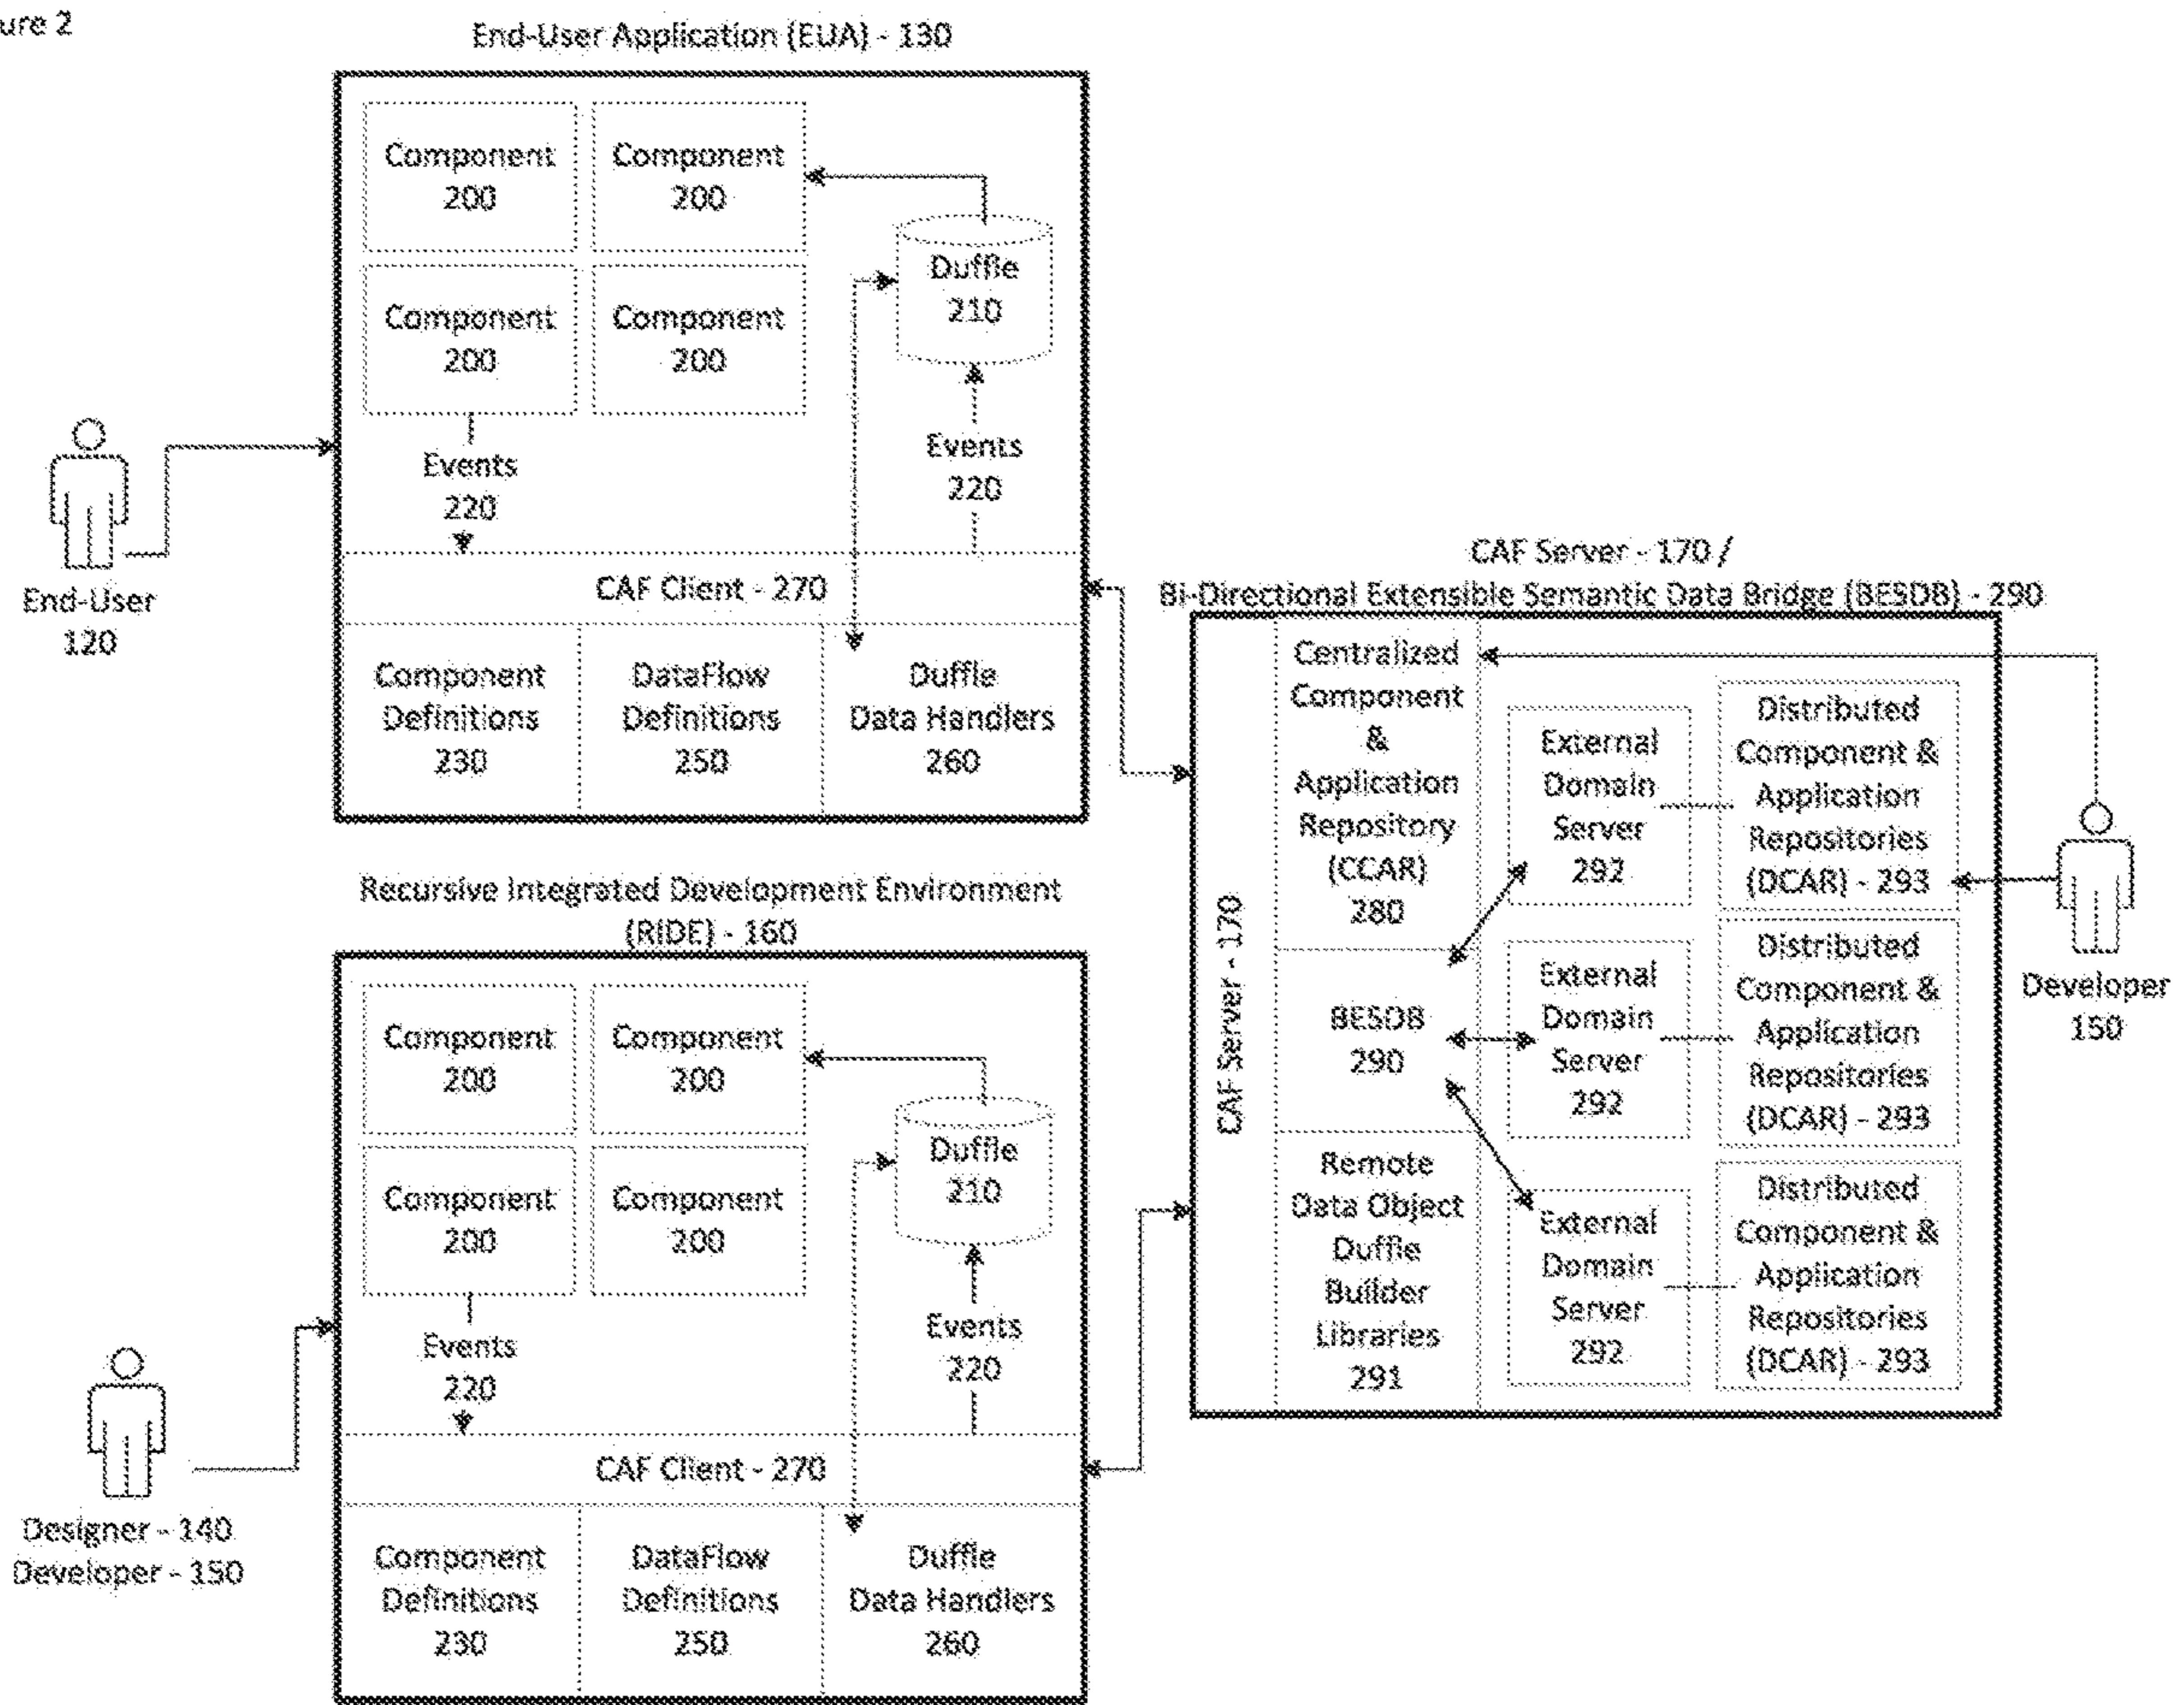 ure 2
End-User Application (EUA) - 130
Component
200
Component
200
Component
200
Component
200
Duffle
210
Events
220
Events
220
CAF Client - 270
Component
Definitions
230
DataFlow
Definitions
250
Duffle
Data Handlers
260
End-User
120
Recursive Integrated Development Environment
(RIDE) - 160
Component
200
Component
200
Component
200
Component
200
Duffle
210
Events
220
Events
220
CAF Client - 270
Component
Definitions
230
DataFlow
Definitions
250
Duffle
Data Handlers
260
Designer - 140
Developer - 150
CAF Server - 170 /
Bi-Directional Extensible Semantic Data Bridge (BESDB) - 290
CAF Server - 170
Centralized
Component
&
Application
Repository
(CCAR)
280
BESDB
290
Remote
Data Object
Duffle
Builder
Libraries
291
External
Domain
Server
292
Distributed
Component &
Application
Repositories
(DCAR) - 293
External
Domain
Server
292
Distributed
Component &
Application
Repositories
(DCAR) - 293
External
Domain
Server
292
Distributed
Component &
Application
Repositories
(DCAR) - 293
Developer
150